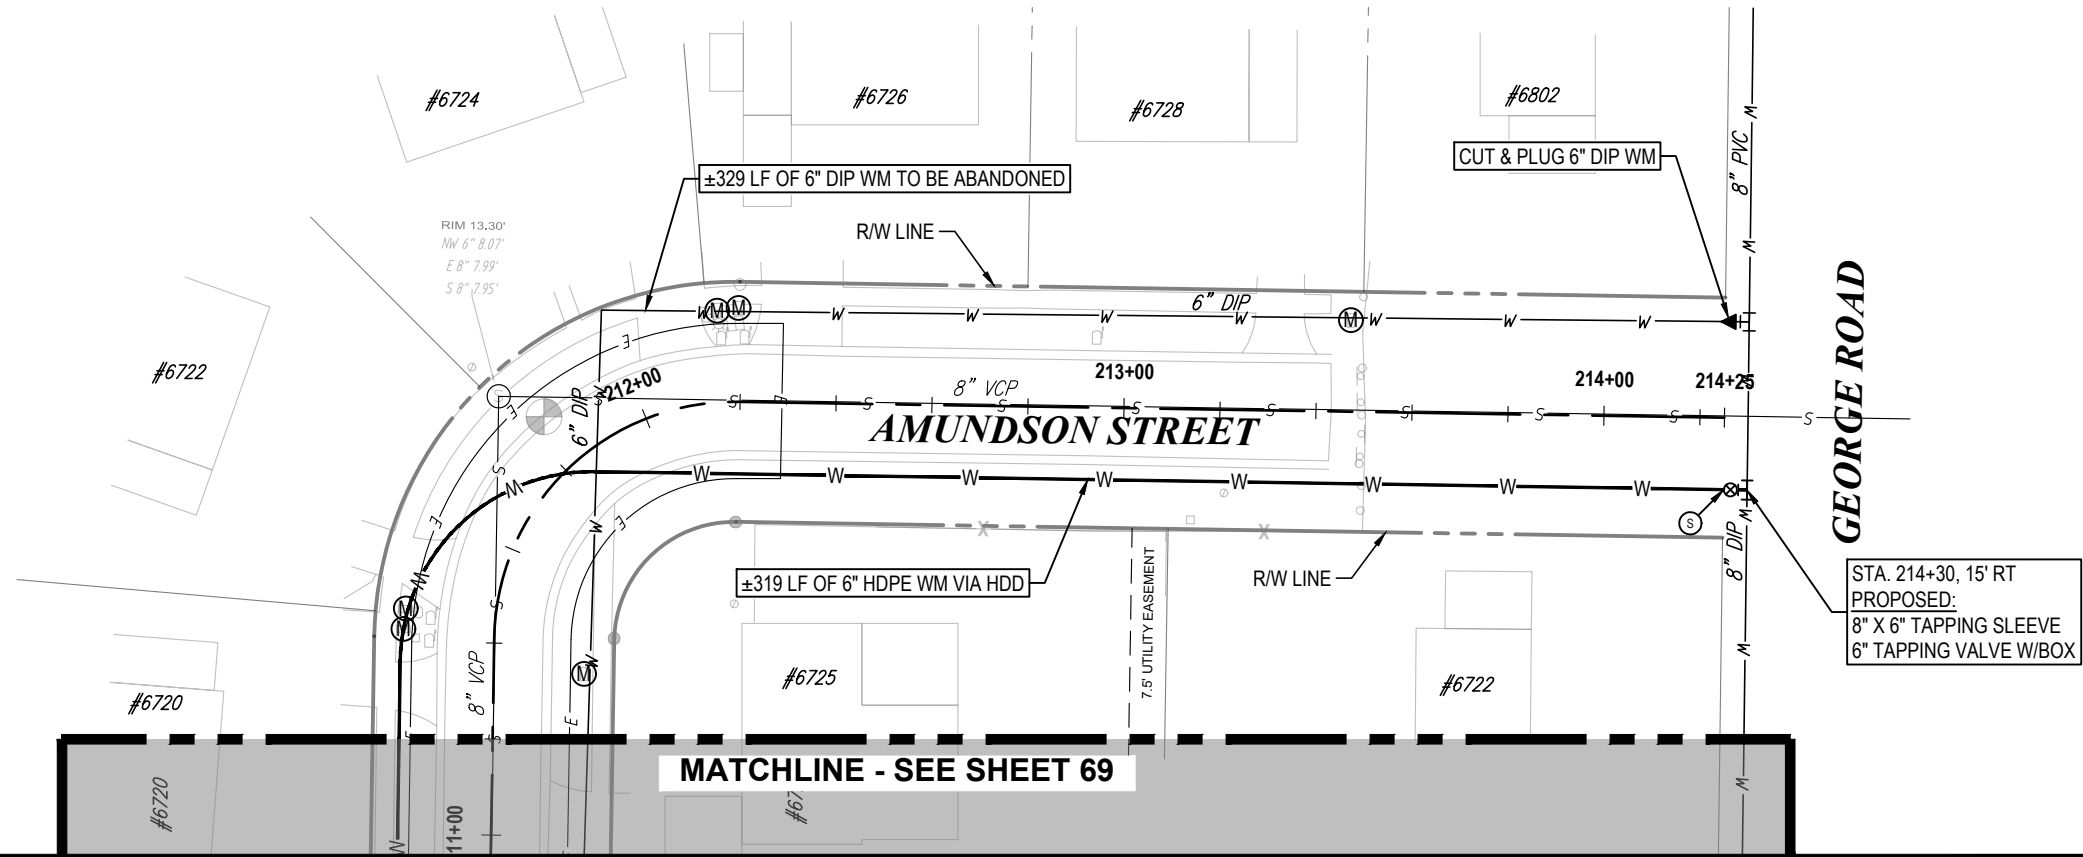 #6724
#6726
#6728
#6802
CUT & PLUG 6" DIP WM
8" PVC
±329 LF OF 6" DIP WM TO BE ABANDONED
R/W LINE
RIM 13.30'
NW 6" 8.07'
E 8" 7.99'
S 8" 7.95'
6" DIP
GEORGE ROAD
#6722
212+00
6" DIP
8" VCP
213+00
214+00
214+25
AMUNDSON STREET
8" DIP
±319 LF OF 6" HDPE WM VIA HDD
7.5' UTILITY EASEMENT
R/W LINE
STA. 214+30, 15' RT
PROPOSED:
8" X 6" TAPPING SLEEVE
6" TAPPING VALVE W/BOX
8" VCP
#6725
#6722
#6720
MATCHLINE - SEE SHEET 69
#6720
11+00